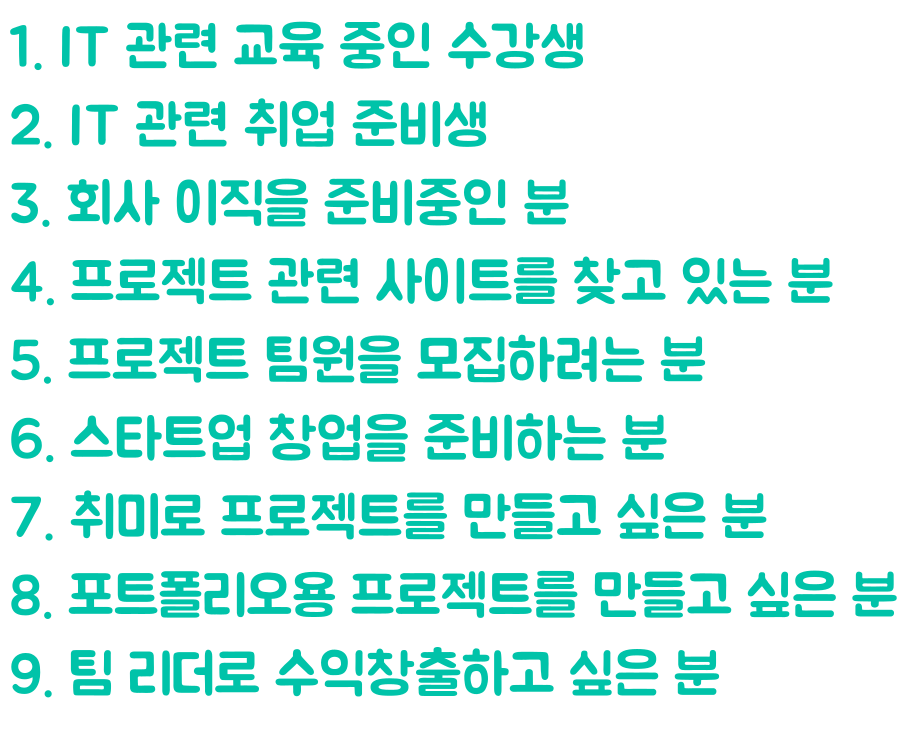 1. IT 관련 교육 중인 수강생
2. IT 관련 취업 준비생
3. 회사 이직을 준비중인 분
4. 프로젝트 관련 사이트를 찾고 있는 분
5. 프로젝트 팀원을 모집하려는 분
6. 스타트업 창업을 준비하는 분
7. 취미로 프로젝트를 만들고 싶은 분
8. 포트폴리오용 프로젝트를 만들고 싶은 분
9. 팀 리더로 수익창출하고 싶은 분